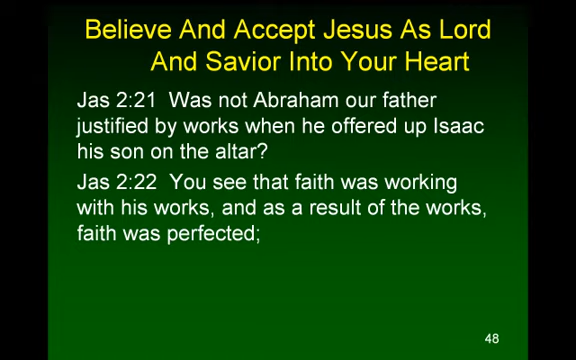 Believe And Accept Jesus As Lord
And Savior Into Your Heart
Jas 2:21 Was not Abraham our father
justified by works when he offered up Isaac
his son on the altar?
Jas 2:22 You see that faith was working
with his works, and as a result of the works,
faith was perfected;
48